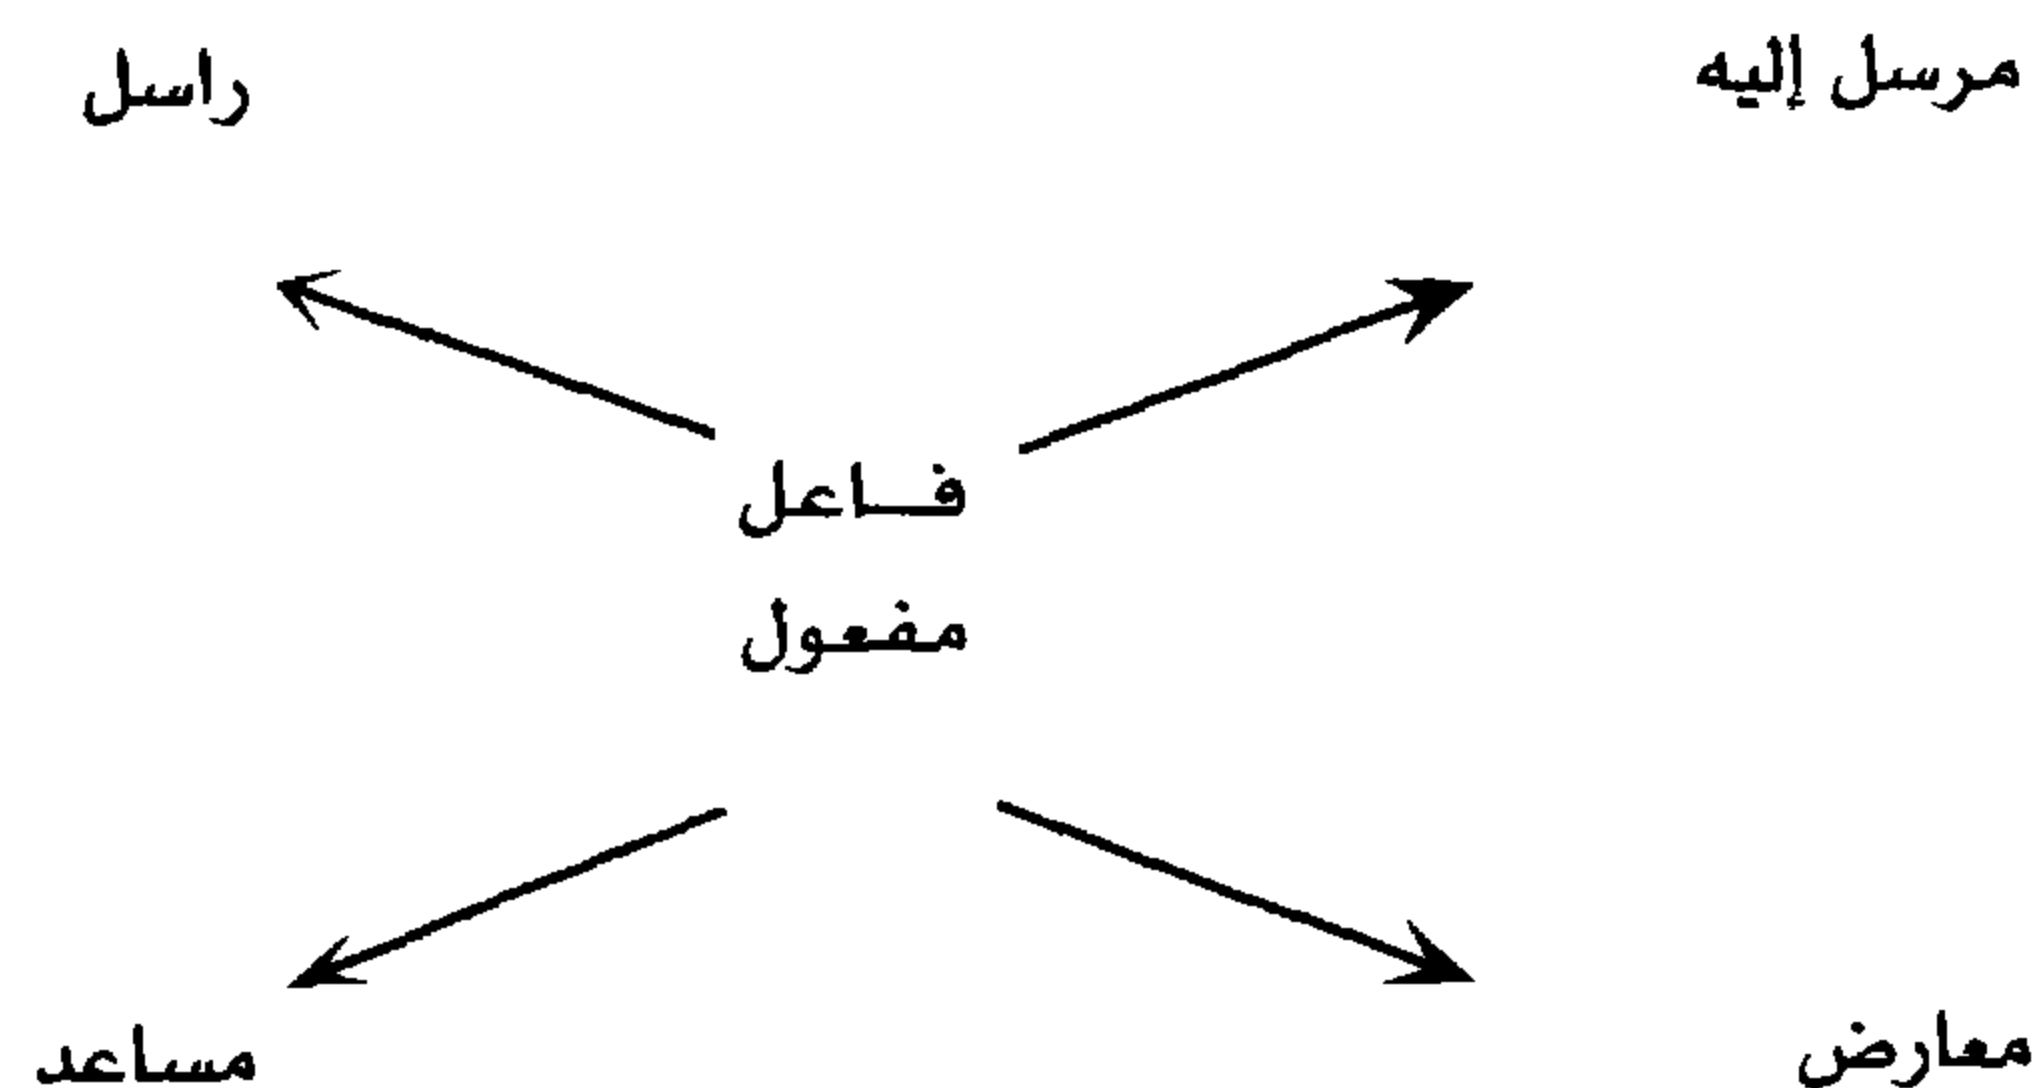 مرسل إليه
راسل
فاعل
مفعول
معارض
مساعد